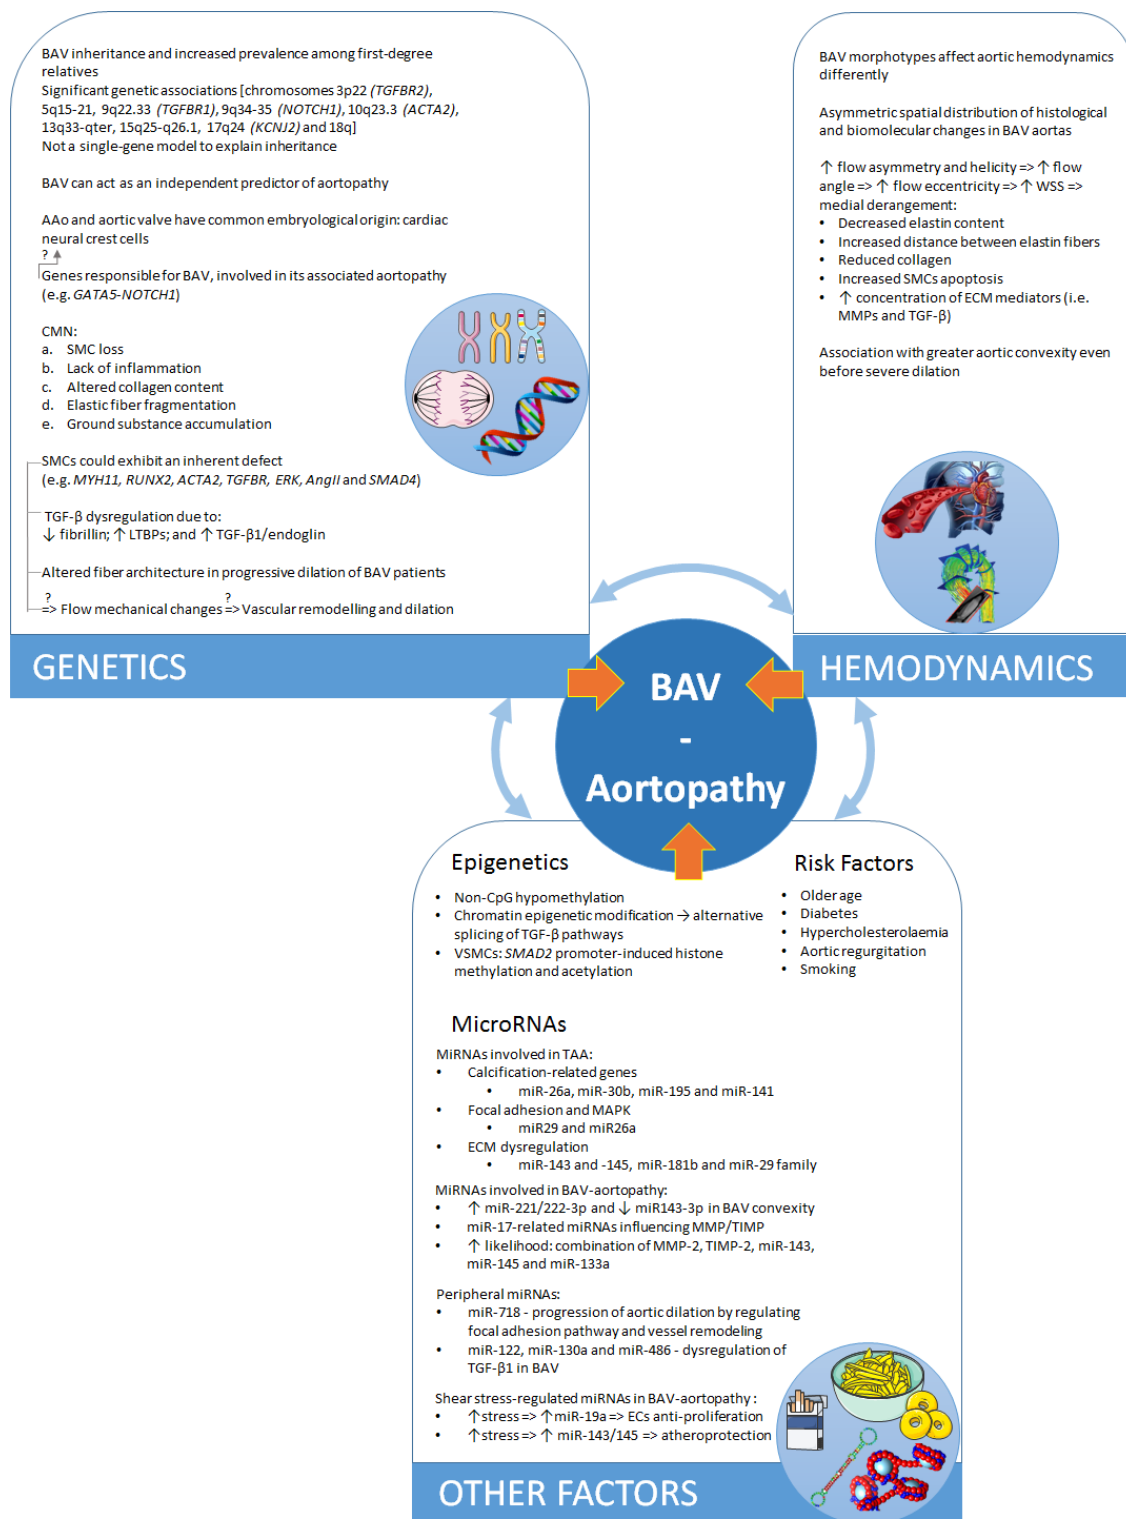 BAV inheritance and increased prevalence among first-degree
relatives
Significant genetic associations [chromosomes 3p22 (TGFBR2),
5q15-21, 9q22.33 (TGFBR1), 9q34-35 (NOTCH1), 10q23.3 (ACTA2),
13q33-qter, 15q25-q26.1, 17q24 (KCNJ2) and 18q]
Not a single-gene model to explain inheritance
BAV can act as an independent predictor of aortopathy
AAo and aortic valve have common embryological origin: cardiac
neural crest cells
?
Genes responsible for BAV, involved in its associated aortopathy
(e.g. GATA5-NOTCH1)
CMN:
a. SMC loss
b. Lack of inflammation
c. Altered collagen content
d. Elastic fiber fragmentation
e. Ground substance accumulation
SMCs could exhibit an inherent defect
(e.g. MYH11, RUNX2, ACTA2, TGFBR, ERK, AngII and SMAD4)
TGF-β dysregulation due to:
↓ fibrillin; ↑ LTBPs; and ↑ TGF-β1/endoglin
Altered fiber architecture in progressive dilation of BAV patients
? ?
=> Flow mechanical changes => Vascular remodelling and dilation
GENETICS
BAV morphotypes affect aortic hemodynamics
differently
Asymmetric spatial distribution of histological
and biomolecular changes in BAV aortas
↑ flow asymmetry and helicity => ↑ flow
angle => ↑ flow eccentricity => ↑ WSS =>
medial derangement:
• Decreased elastin content
• Increased distance between elastin fibers
• Reduced collagen
• Increased SMCs apoptosis
• ↑ concentration of ECM mediators (i.e.
MMPs and TGF-β)
Association with greater aortic convexity even
before severe dilation
HEMODYNAMICS
BAV
-
Aortopathy
Epigenetics
• Non-CpG hypomethylation
• Chromatin epigenetic modification → alternative
splicing of TGF-β pathways
• VSMCs: SMAD2 promoter-induced histone
methylation and acetylation
Risk Factors
• Older age
• Diabetes
• Hypercholesterolaemia
• Aortic regurgitation
• Smoking
MicroRNAs
MiRNAs involved in TAA:
• Calcification-related genes
• miR-26a, miR-30b, miR-195 and miR-141
• Focal adhesion and MAPK
• miR29 and miR26a
• ECM dysregulation
• miR-143 and -145, miR-181b and miR-29 family
MiRNAs involved in BAV-aortopathy:
• ↑ miR-221/222-3p and ↓ miR143-3p in BAV convexity
• miR-17-related miRNAs influencing MMP/TIMP
• ↑ likelihood: combination of MMP-2, TIMP-2, miR-143,
miR-145 and miR-133a
Peripheral miRNAs:
• miR-718 - progression of aortic dilation by regulating
focal adhesion pathway and vessel remodeling
• miR-122, miR-130a and miR-486 - dysregulation of
TGF-β1 in BAV
Shear stress-regulated miRNAs in BAV-aortopathy :
• ↑stress => ↑ miR-19a => ECs anti-proliferation
• ↑stress => ↑ miR-143/145 => atheroprotection
OTHER FACTORS